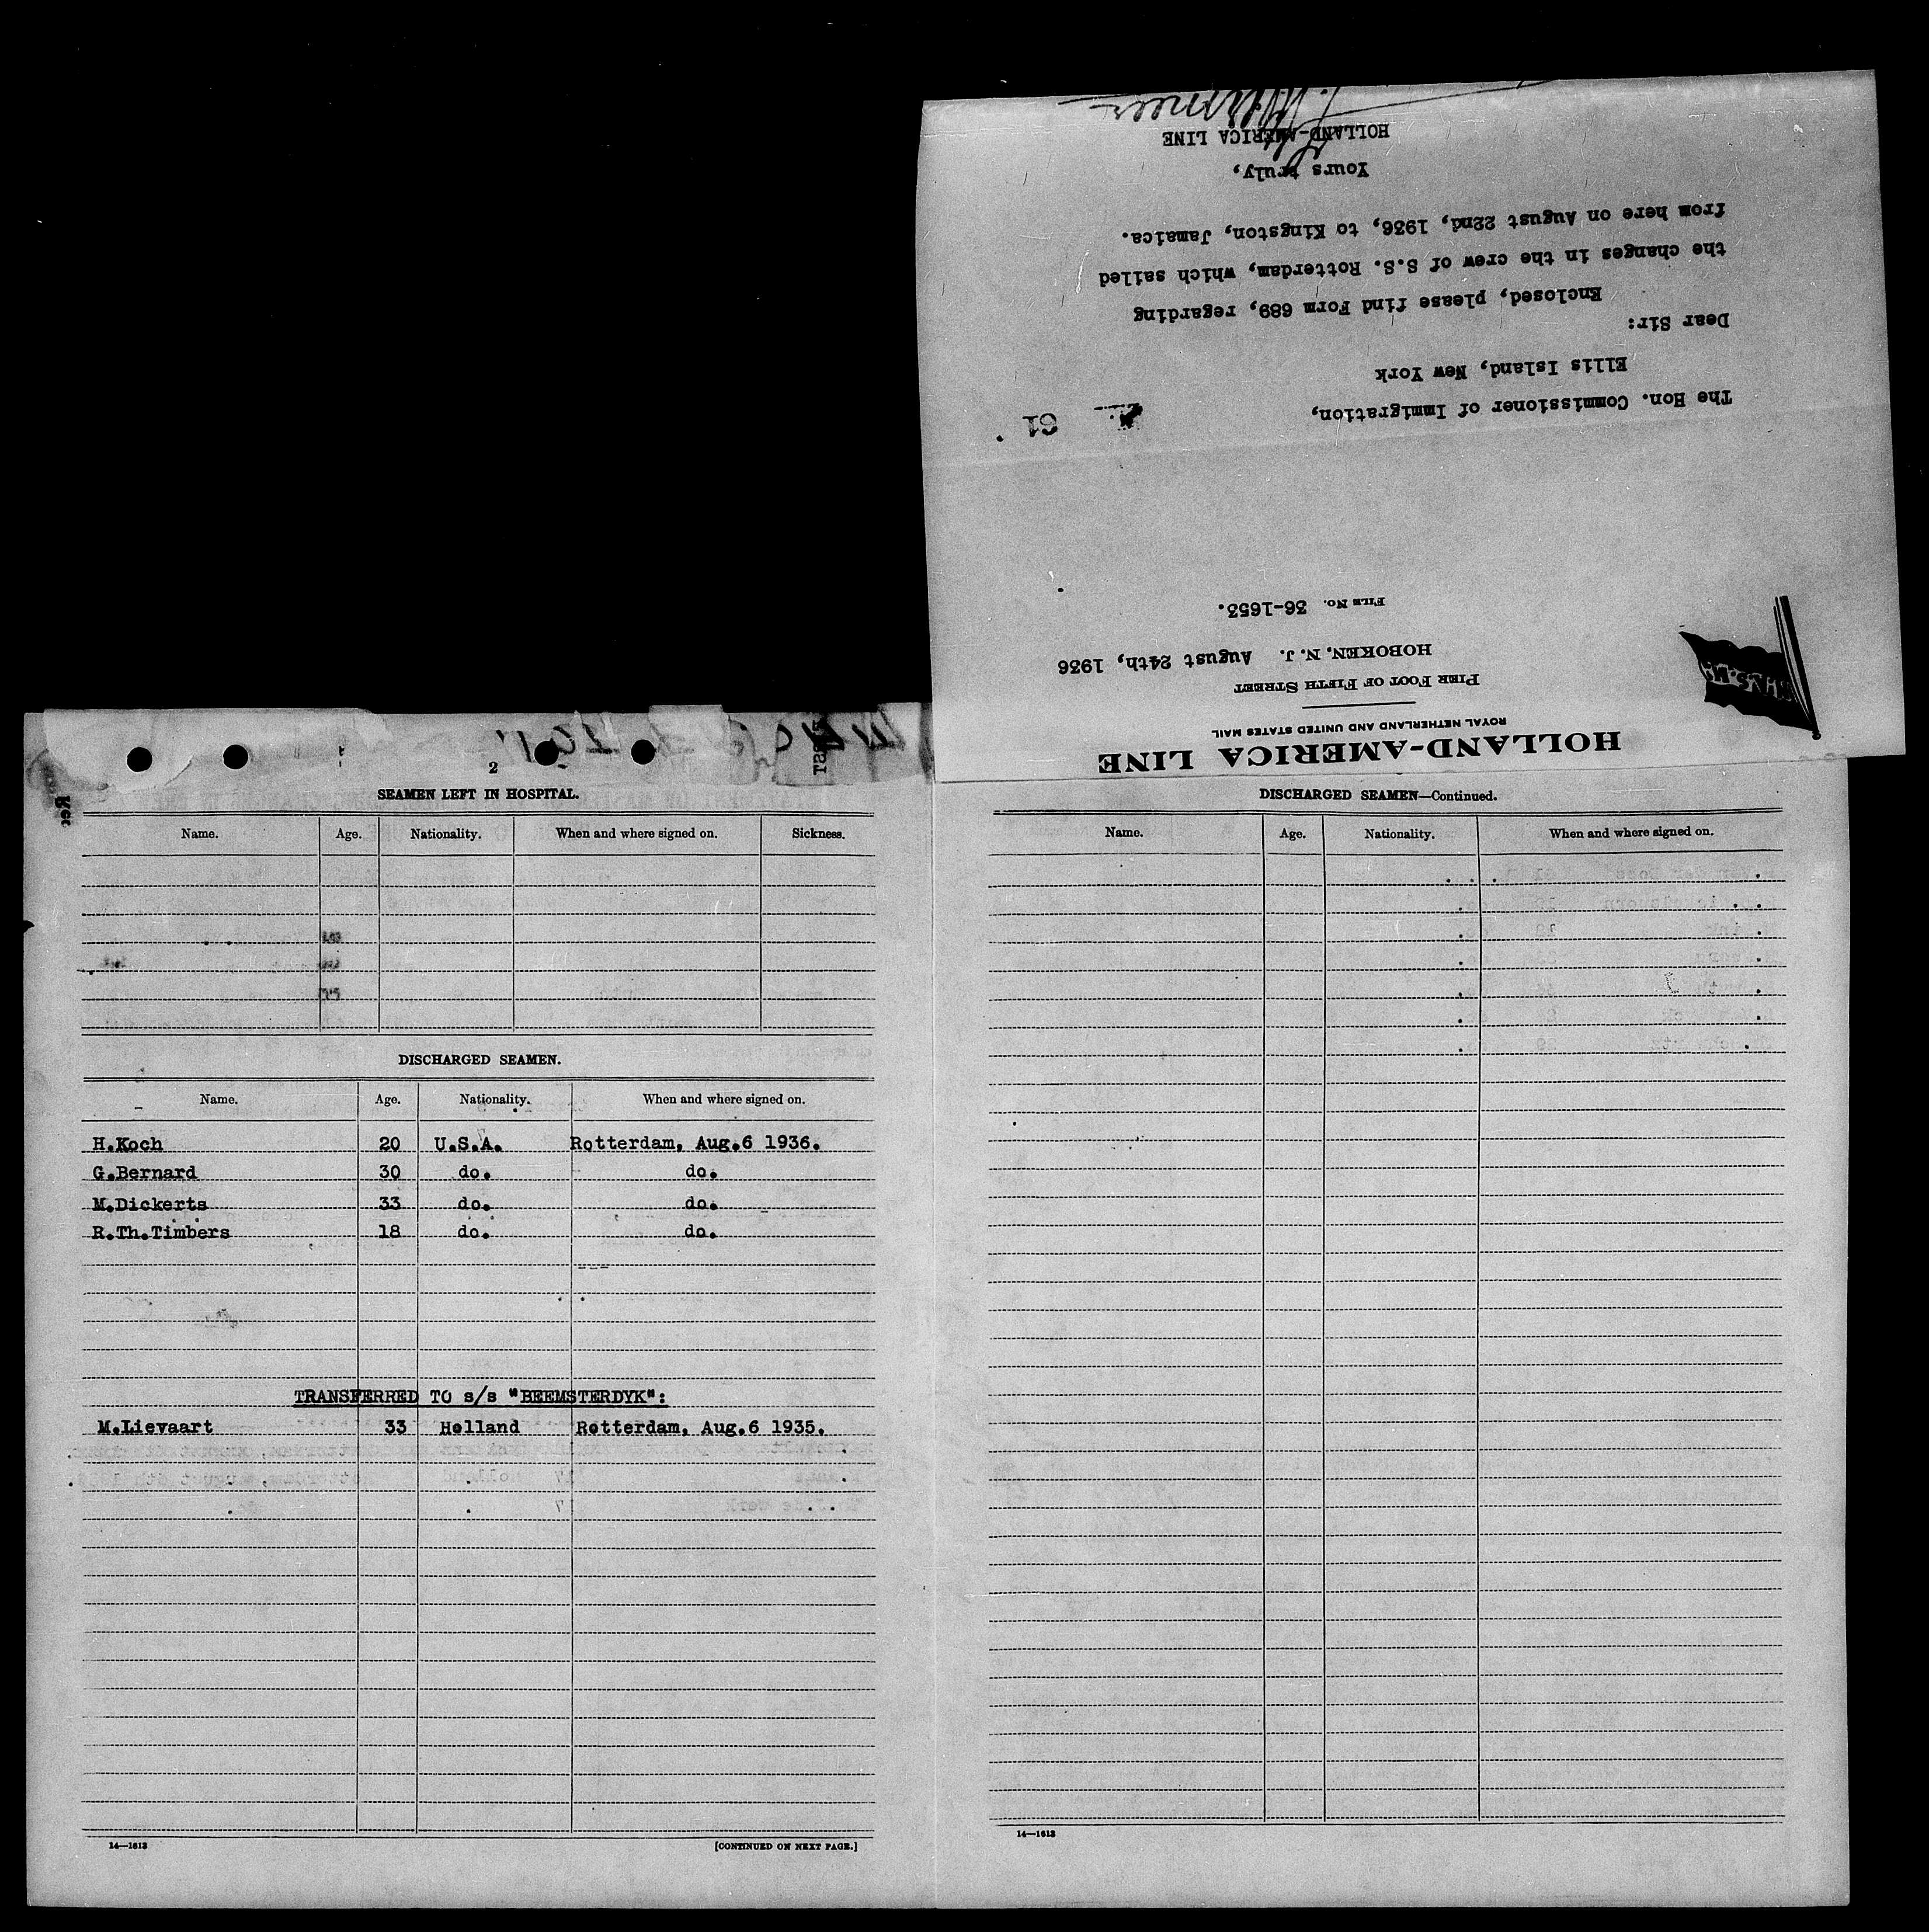 HOLLAND-AMERICA LINE
ROYAL NETHERLAND AND UNITED STATES MAIL
PIER FOOT OF FIFTH STREET
HOBOKEN, N. J. August 24th, 1936
FILE NO. 36-1653.
The Hon. Commissioner of Immigration,
Ellis Island, New York
61
Dear Sir:
Enclosed, please find Form 689, regarding
the changes in the crew of S.S. Rotterdam, which sailed
from here on August 22nd, 1936, to Kingston, Jamaica.
Yours truly,
HOLLAND-AMERICA LINE
2
SEAMEN LEFT IN HOSPITAL.
Name. Age. Nationality. When and where signed on. Sickness.
DISCHARGED SEAMEN.
Name. Age. Nationality. When and where signed on.
H.Koch 20 U.S.A. Rotterdam, Aug.6 1936.
G.Bernard 30 do. do.
M.Dickerts 33 do. do.
R.Th.Timbers 18 do. do.
TRANSFERRED TO s/s "BEEMSTERDYK":
M.Lievaart 33 Holland Rotterdam, Aug.6 1935.
14—1613 [CONTINUED ON NEXT PAGE.]
DISCHARGED SEAMEN—Continued.
Name. Age. Nationality. When and where signed on.
14—1613